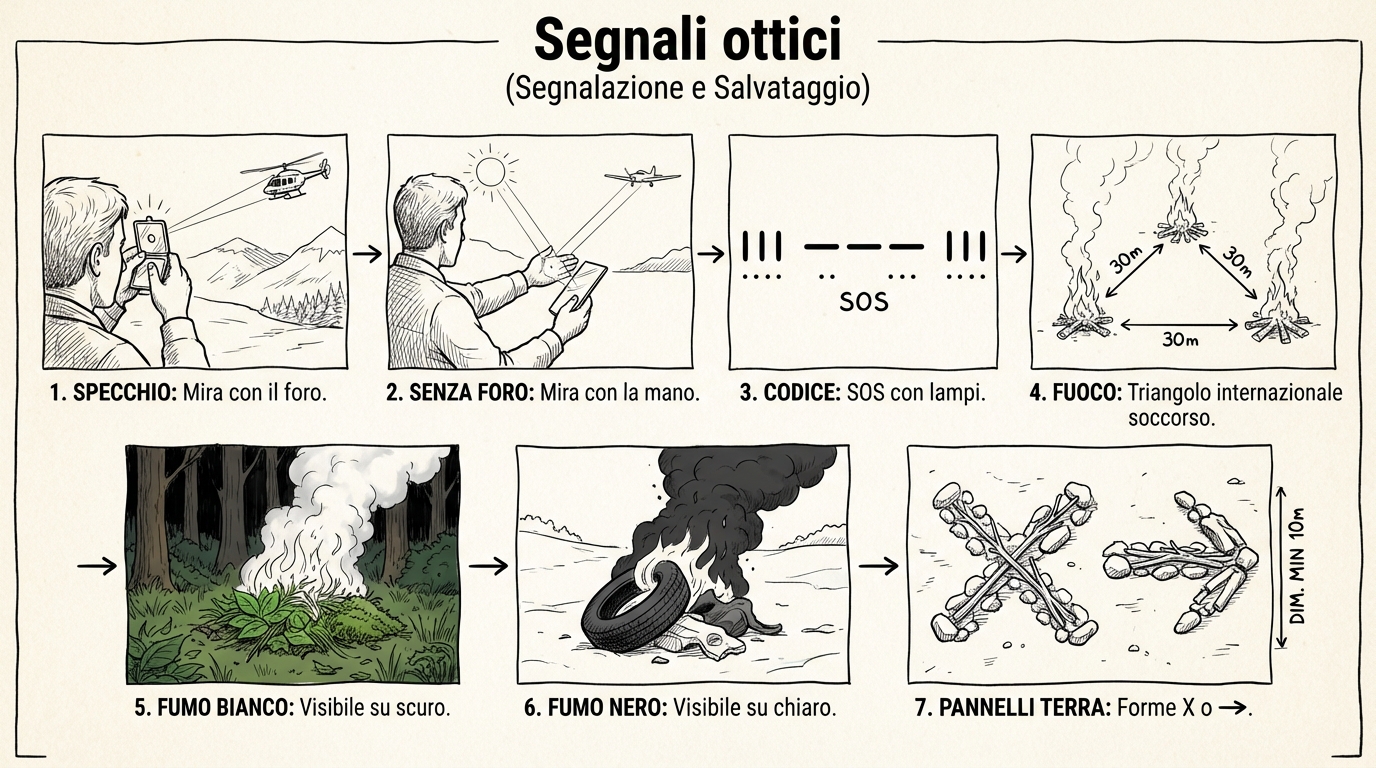 Segnali ottici
(Segnalazione e Salvataggio)
SOS
30m
30m
30m
1. SPECCHIO: Mira con il foro.
2. SENZA FORO: Mira con la mano.
3. CODICE: SOS con lampi.
4. FUOCO: Triangolo internazionale
soccorso.
DIM. MIN 10m
5. FUMO BIANCO: Visibile su scuro.
6. FUMO NERO: Visibile su chiaro.
7. PANNELLI TERRA: Forme X o →.